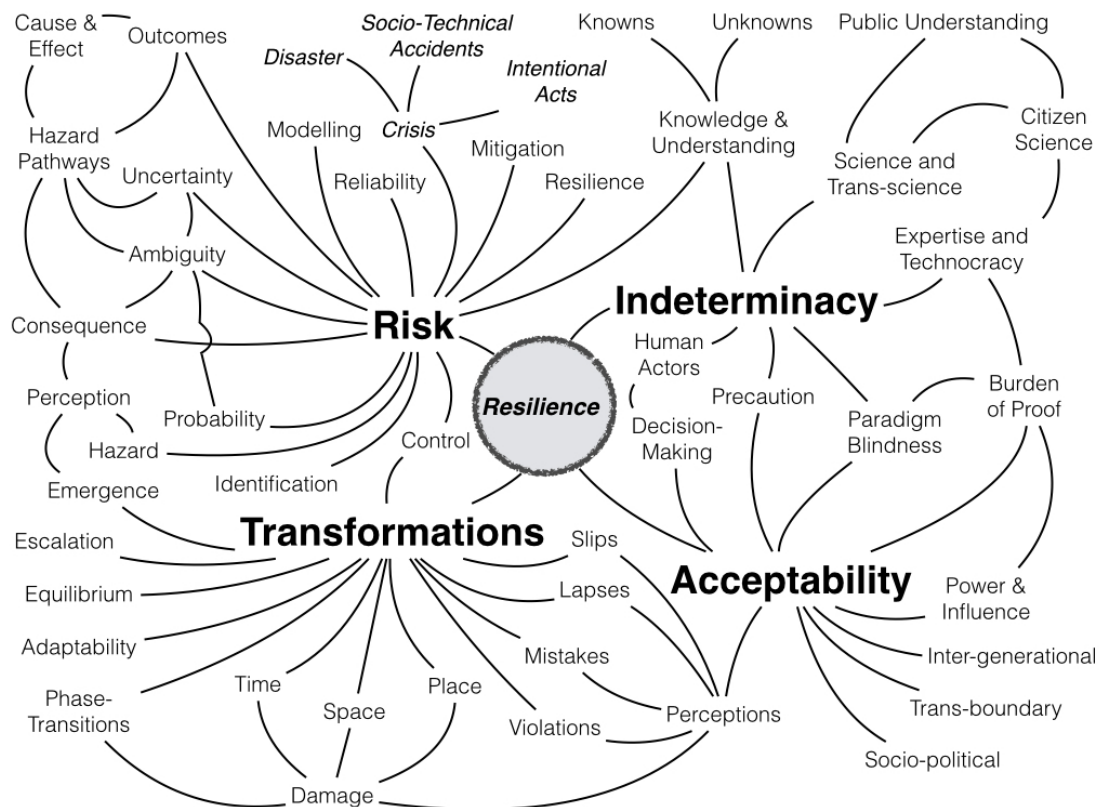 Cause &
Effect
Outcomes
Disaster
Socio-Technical
Accidents
Intentional
Acts
Crisis
Knowns
Unknowns
Public Understanding
Hazard
Pathways
Modelling
Reliability
Mitigation
Resilience
Knowledge &
Understanding
Science and
Trans-science
Citizen
Science
Uncertainty
Ambiguity
Expertise and
Technocracy
Consequence
Risk
Indeterminacy
Human
Actors
Perception
Probability
Hazard
Control
Resilience
Decision-
Making
Precaution
Paradigm
Blindness
Burden
of Proof
Emergence
Identification
Transformations
Escalation
Slips
Acceptability
Equilibrium
Lapses
Power &
Influence
Adaptability
Mistakes
Inter-generational
Phase-
Transitions
Time
Space
Place
Violations
Perceptions
Trans-boundary
Socio-political
Damage